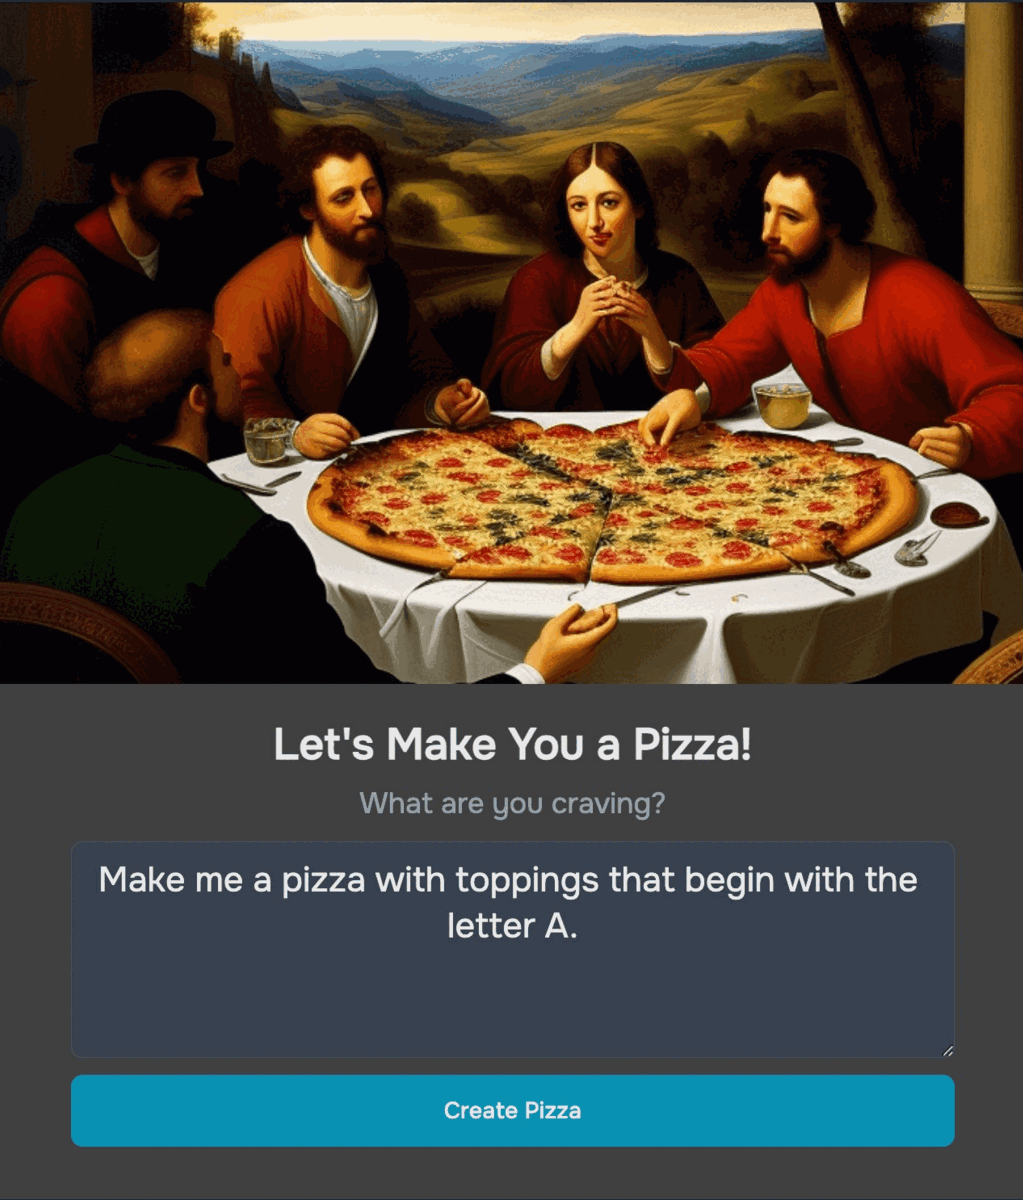 Let's Make You a Pizza!
What are you craving?
Make me a pizza with toppings that begin with the
letter A.
Create Pizza